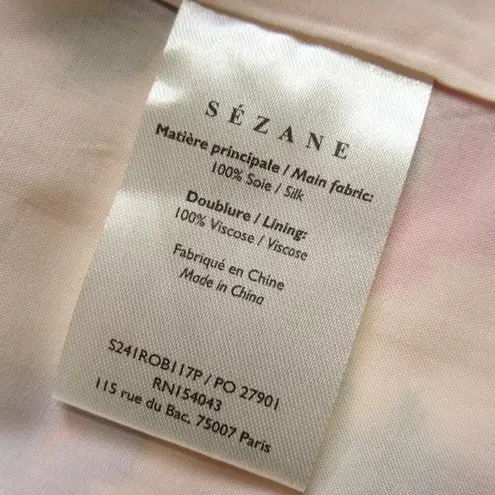 SÉZANE
Matière principale / Main fabric:
100% Soie / Silk
Doublure / Lining:
100% Viscose / Viscose
Fabriqué en Chine
Made in China
S241ROB117P / PO 27901
RN154043
115 rue du Bac, 75007 Paris